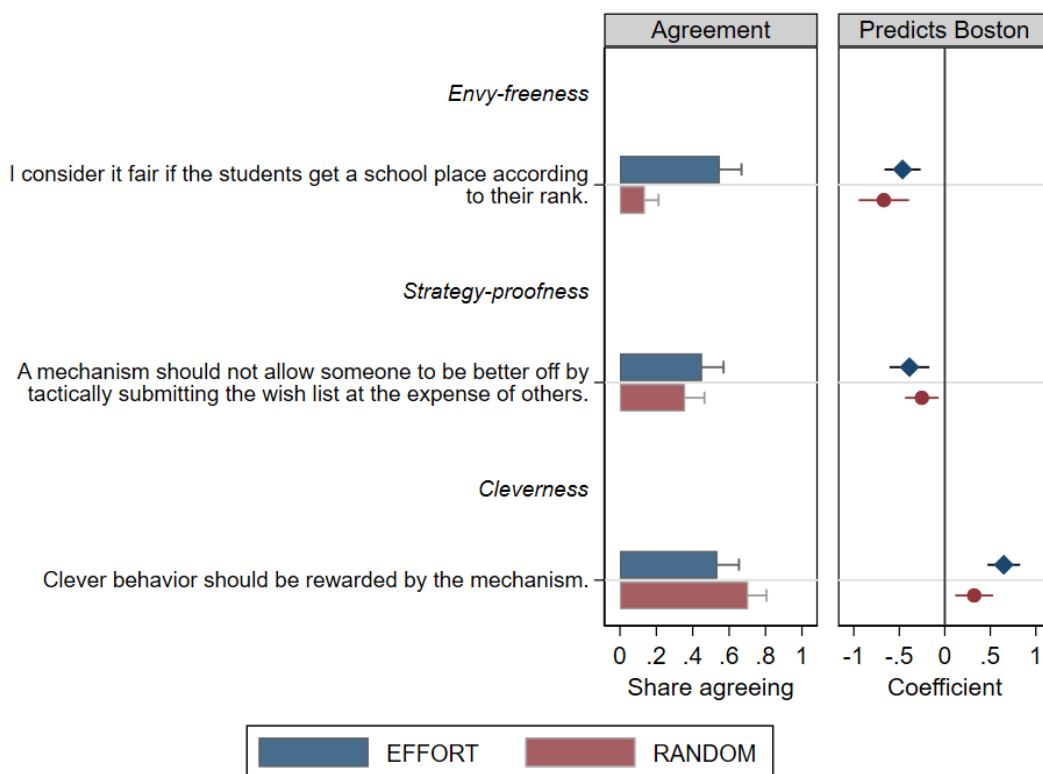 Agreement
Predicts Boston
Envy-freeness
I consider it fair if the students get a school place according
to their rank.
Strategy-proofness
A mechanism should not allow someone to be better off by
tactically submitting the wish list at the expense of others.
Cleverness
Clever behavior should be rewarded by the mechanism.
0 .2 .4 .6 .8 1
-1 -.5 0 .5 1
Share agreeing
Coefficient
EFFORT
RANDOM